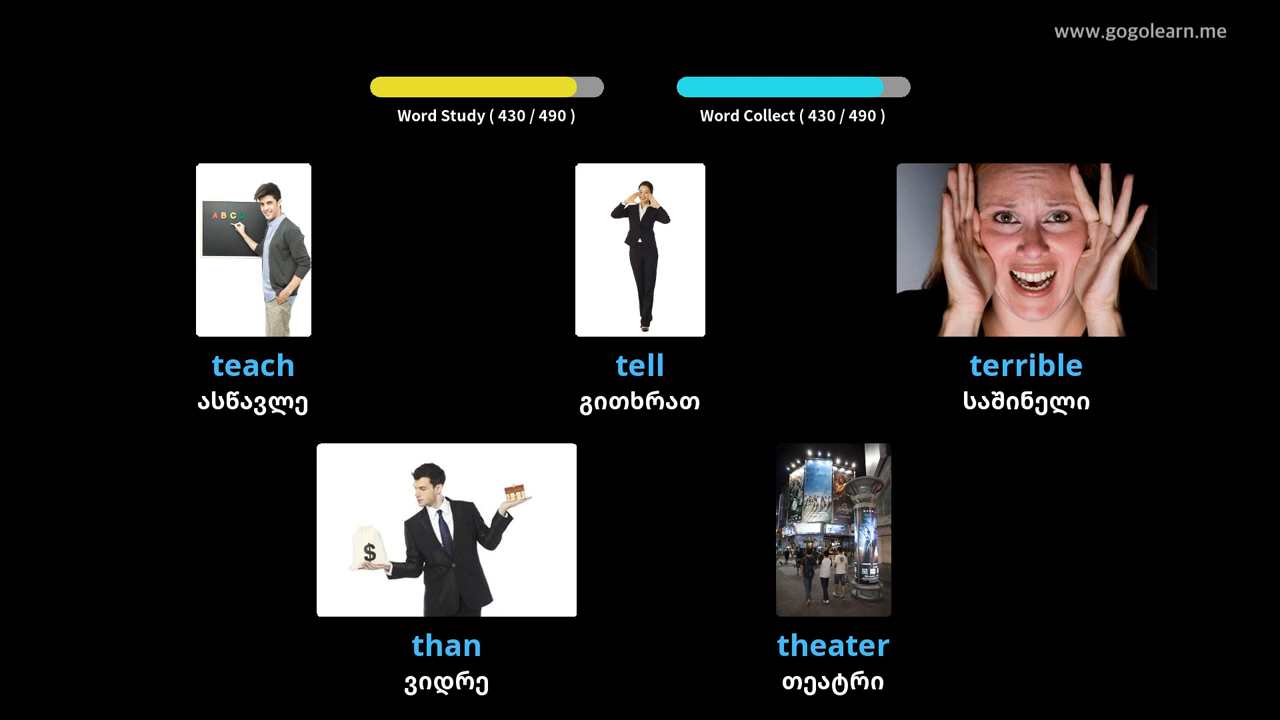 www.gogolearn.me
Word Study ( 430 / 490 )
Word Collect ( 430 / 490 )
A B C D
teach
ასწავლე
tell
გითხრათ
terrible
საშინელი
$
than
ვიდრე
theater
თეატრი